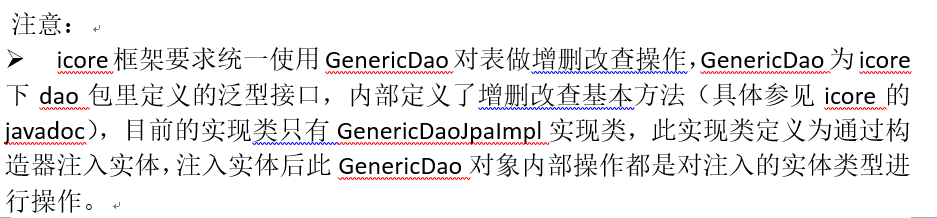 注意：
➢ icore 框架要求统一使用 GenericDao 对表做增删改查操作，GenericDao 为 icore
下 dao 包里定义的泛型接口，内部定义了增删改查基本方法（具体参见 icore 的
javadoc），目前的实现类只有 GenericDaoJpaImpl 实现类，此实现类定义为通过构
造器注入实体，注入实体后此 GenericDao 对象内部操作都是对注入的实体类型进
行操作。